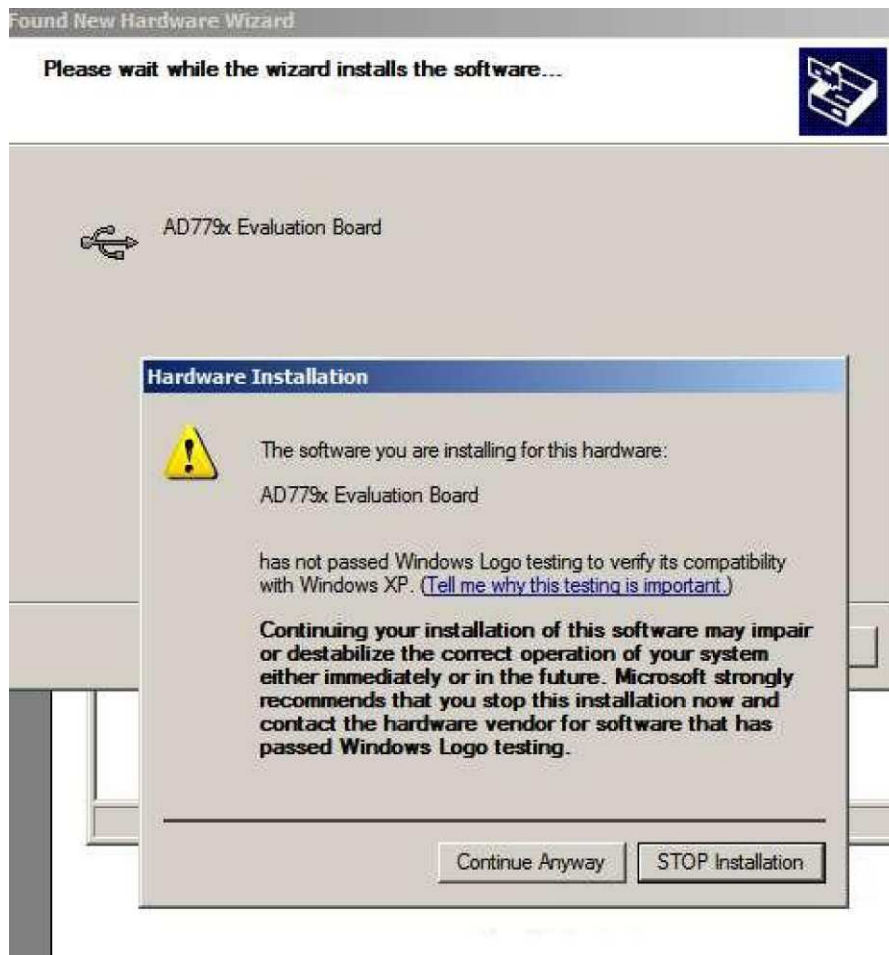 Found New Hardware Wizard
Please wait while the wizard installs the software...
AD779x Evaluation Board
Hardware Installation
The software you are installing for this hardware:
AD779x Evaluation Board
has not passed Windows Logo testing to verify its compatibility
with Windows XP. (Tell me why this testing is important.)
Continuing your installation of this software may impair
or destabilize the correct operation of your system
either immediately or in the future. Microsoft strongly
recommends that you stop this installation now and
contact the hardware vendor for software that has
passed Windows Logo testing.
Continue Anyway
STOP Installation